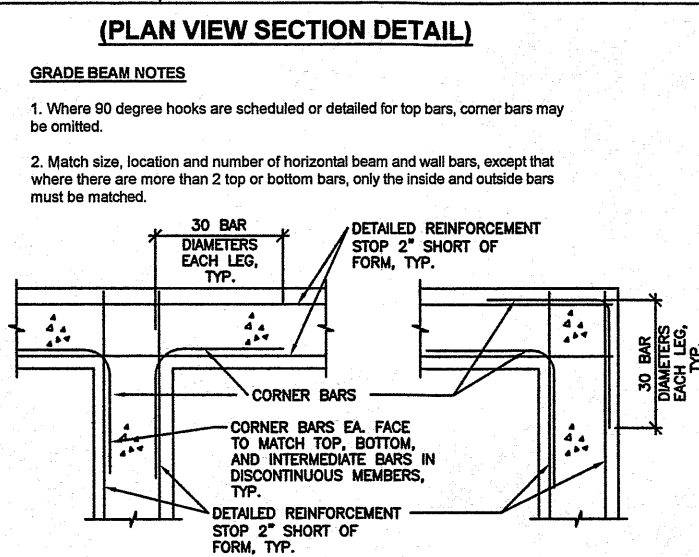 (PLAN VIEW SECTION DETAIL)
GRADE BEAM NOTES
1. Where 90 degree hooks are scheduled or detailed for top bars, corner bars may
be omitted.
2. Match size, location and number of horizontal beam and wall bars, except that
where there are more than 2 top or bottom bars, only the inside and outside bars
must be matched.
30 BAR
DIAMETERS
EACH LEG,
TYP.
DETAILED REINFORCEMENT
STOP 2" SHORT OF
FORM, TYP.
30 BAR
DIAMETERS
EACH LEG,
TYP.
CORNER BARS
CORNER BARS EA. FACE
TO MATCH TOP, BOTTOM,
AND INTERMEDIATE BARS IN
DISCONTINUOUS MEMBERS,
TYP.
DETAILED REINFORCEMENT
STOP 2" SHORT OF
FORM, TYP.